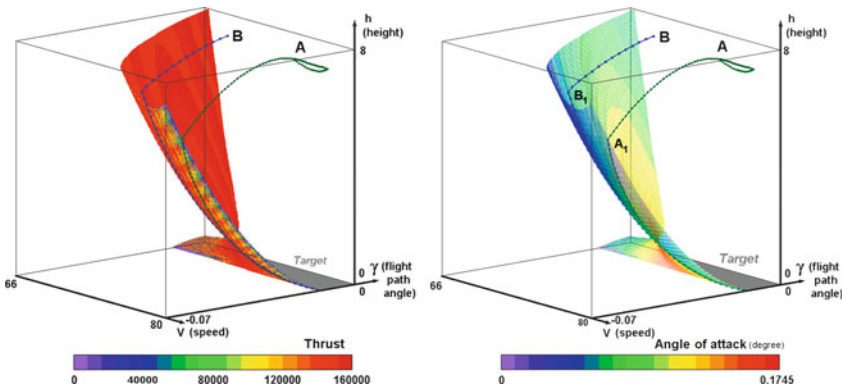 h
(height)
B
A
8
Target
0
γ (flight
path
angle)
0
66
80
-0.07
V (speed)
Thrust
0 40000 80000 120000 160000
h
(height)
B
A
8
B1
A1
Target
0
γ (flight
path
angle)
0
66
80
-0.07
V (speed)
Angle of attack (degree)
0 0.1745